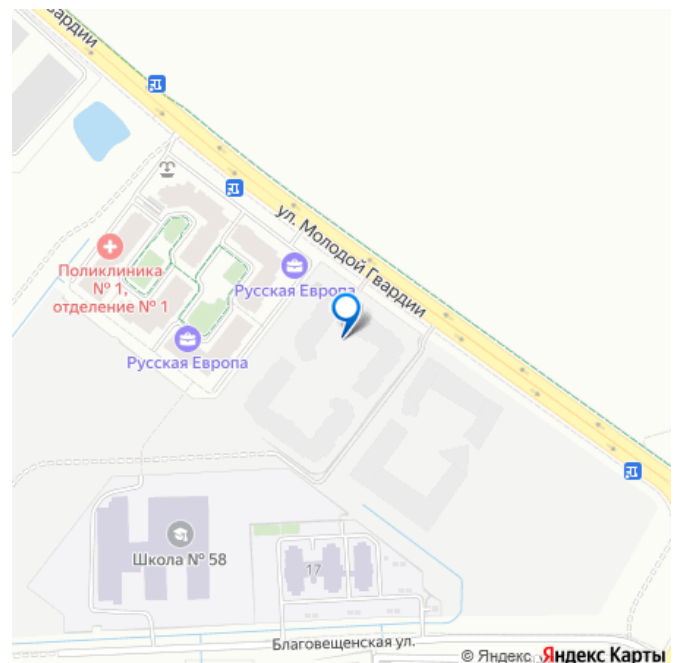 вардии
ул. Молодой Гвардии
Поликлиника
№ 1,
отделение № 1
Русская Европа
Русская Европа
Школа № 58
17
Благовещенская ул.
© Яндекс
Яндекс Карты